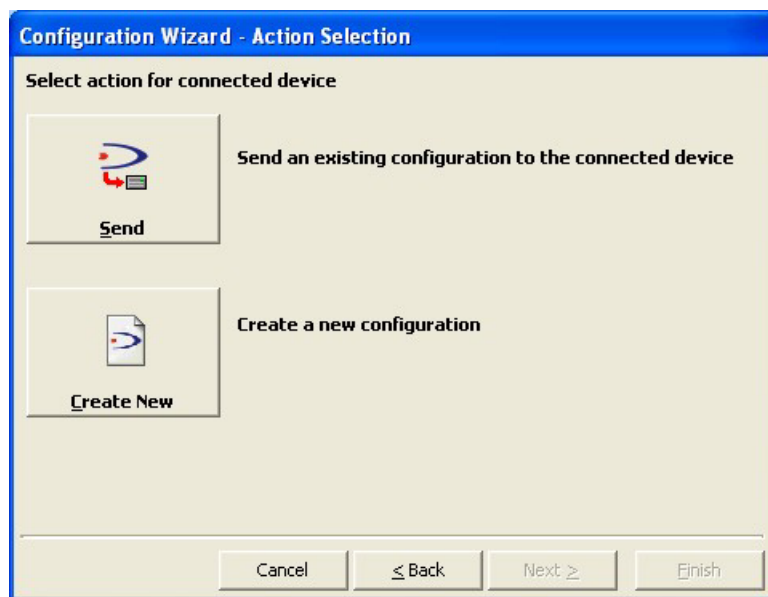 Configuration Wizard - Action Selection
Select action for connected device
Send an existing configuration to the connected device
Send
Create a new configuration
Create New
Cancel
< Back
Next >
Finish